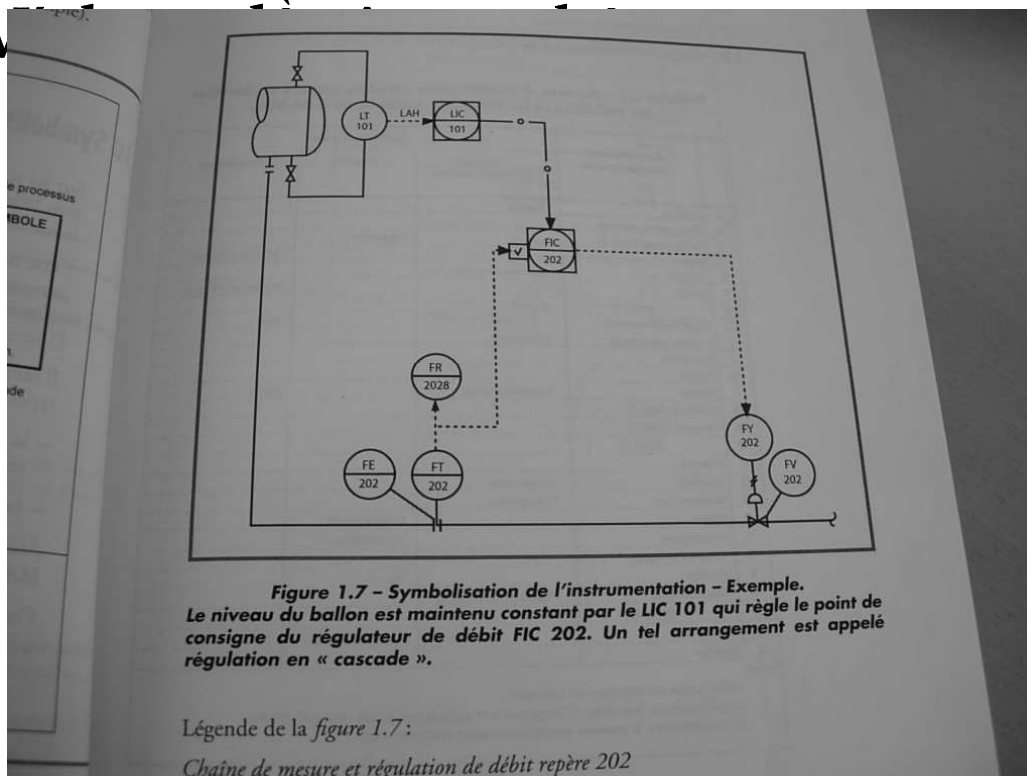 LT
101
LAH
LIC
101
FIC
202
FR
2028
FE
202
FT
202
FY
202
FV
202
e processus
Figure 1.7 – Symbolisation de l'instrumentation – Exemple.
Le niveau du ballon est maintenu constant par le LIC 101 qui règle le point de
consigne du régulateur de débit FIC 202. Un tel arrangement est appelé
régulation en « cascade ».
Légende de la figure 1.7 :
Chaîne de mesure et régulation de débit repère 202